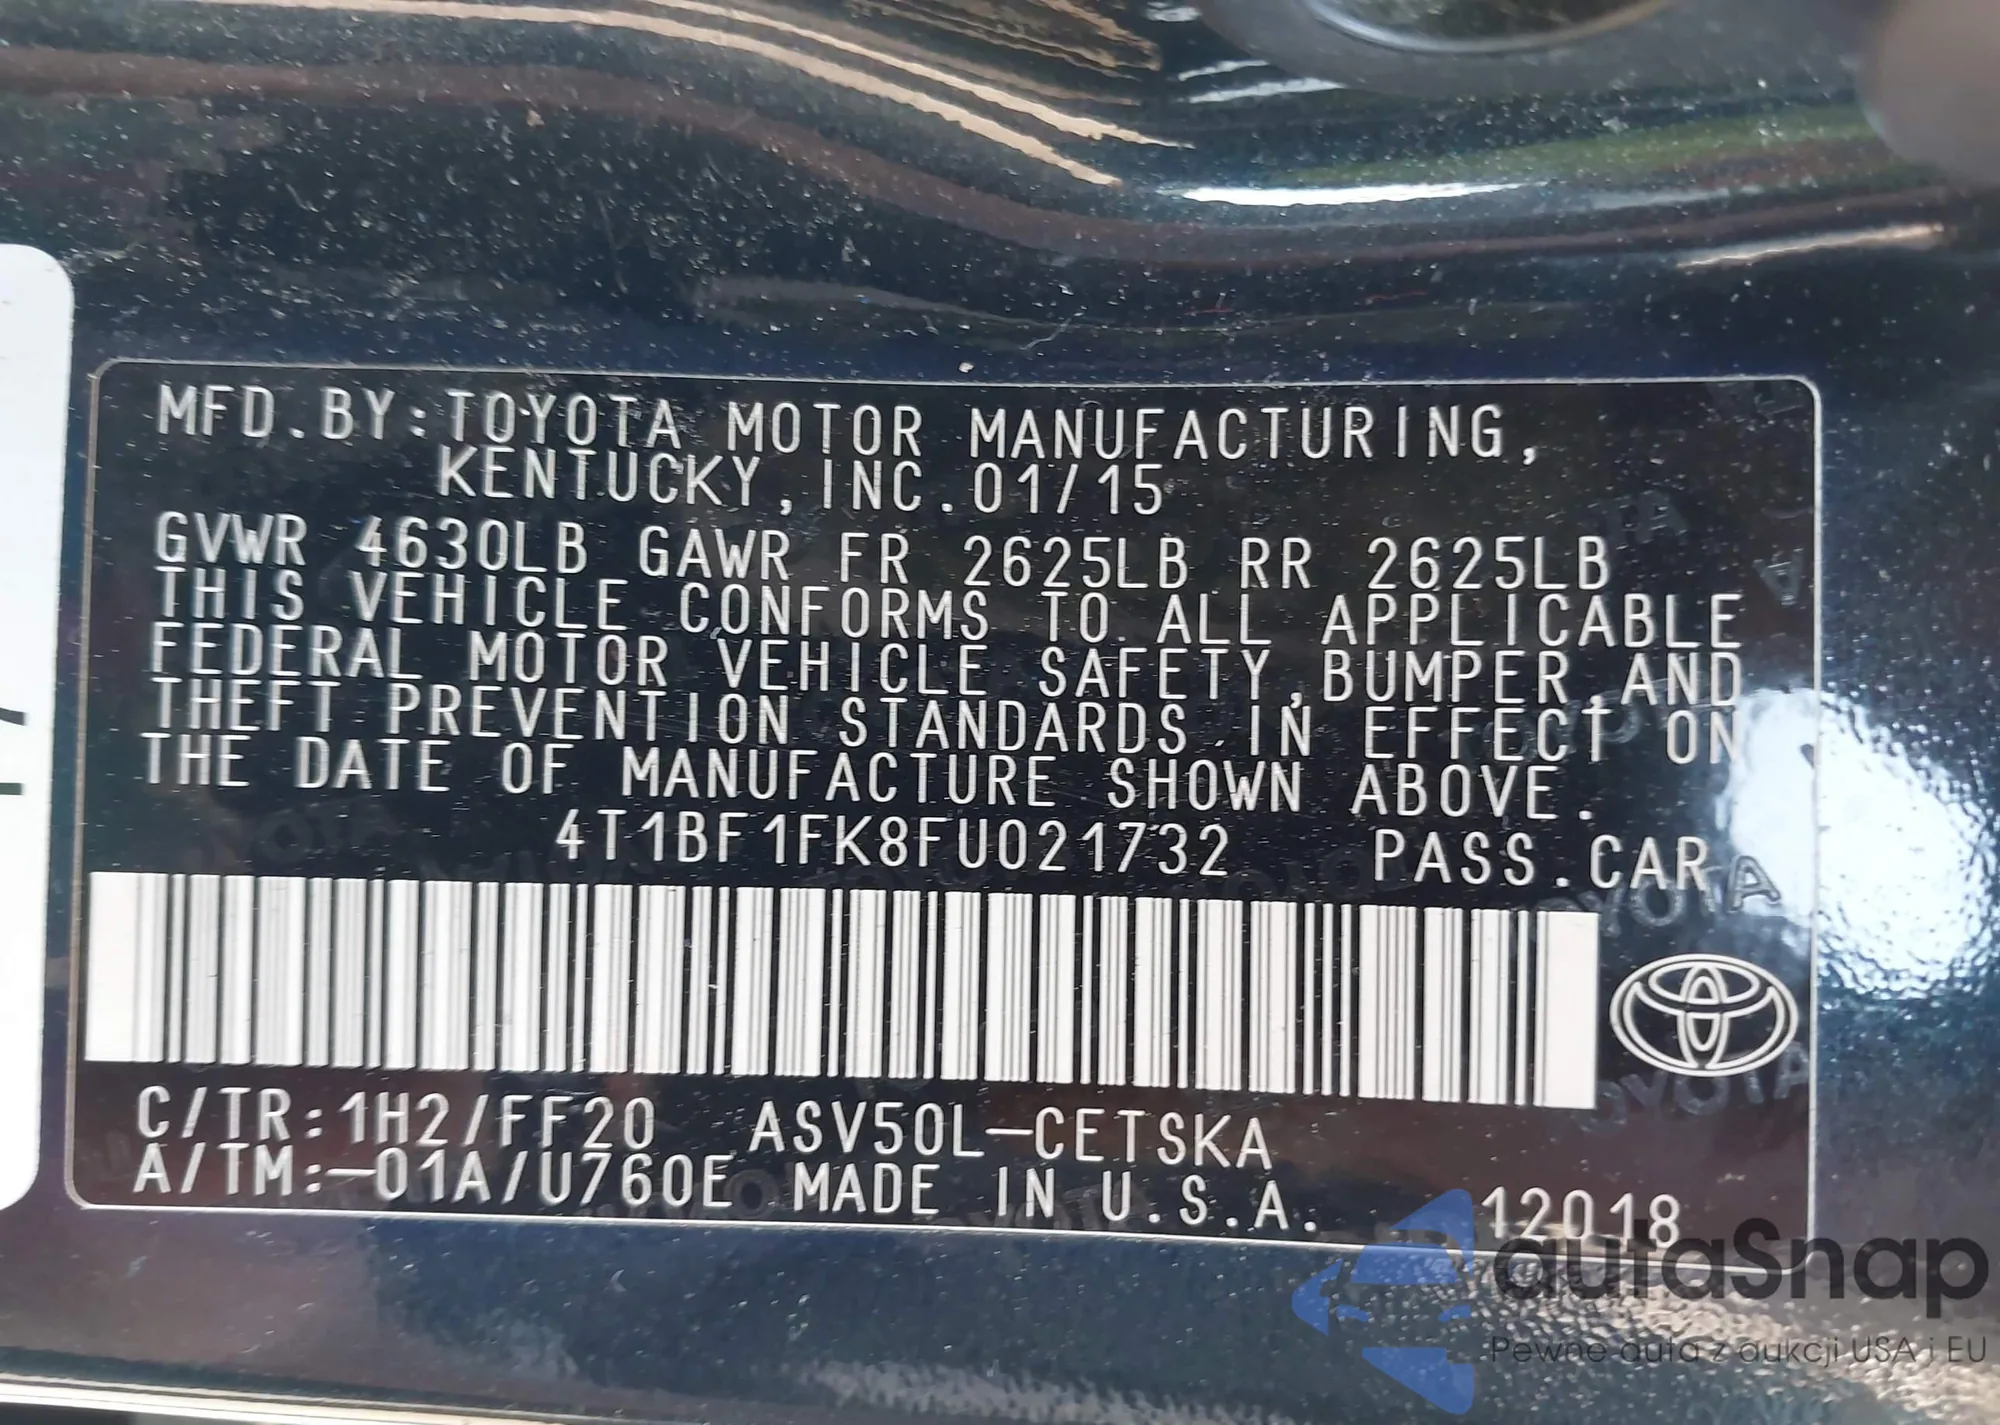 MFD.BY:TOYOTA MOTOR MANUFACTURING,
KENTUCKY,INC.01/15
GVWR 4630LB GAWR FR 2625LB RR 2625LB
THIS VEHICLE CONFORMS TO ALL APPLICABLE
FEDERAL MOTOR VEHICLE SAFETY,BUMPER,AND
THEFT PREVENTION STANDARDS IN EFFECT ON
THE DATE OF MANUFACTURE SHOWN ABOVE.
4T1BF1FK8FU021732 PASS.CAR
C/TR:1H2/FF20 ASV50L-CETSKA
A/TM:-01A/U760E MADE IN U.S.A. 12018
autaSnap
Pewne auta z aukcji USA i EU